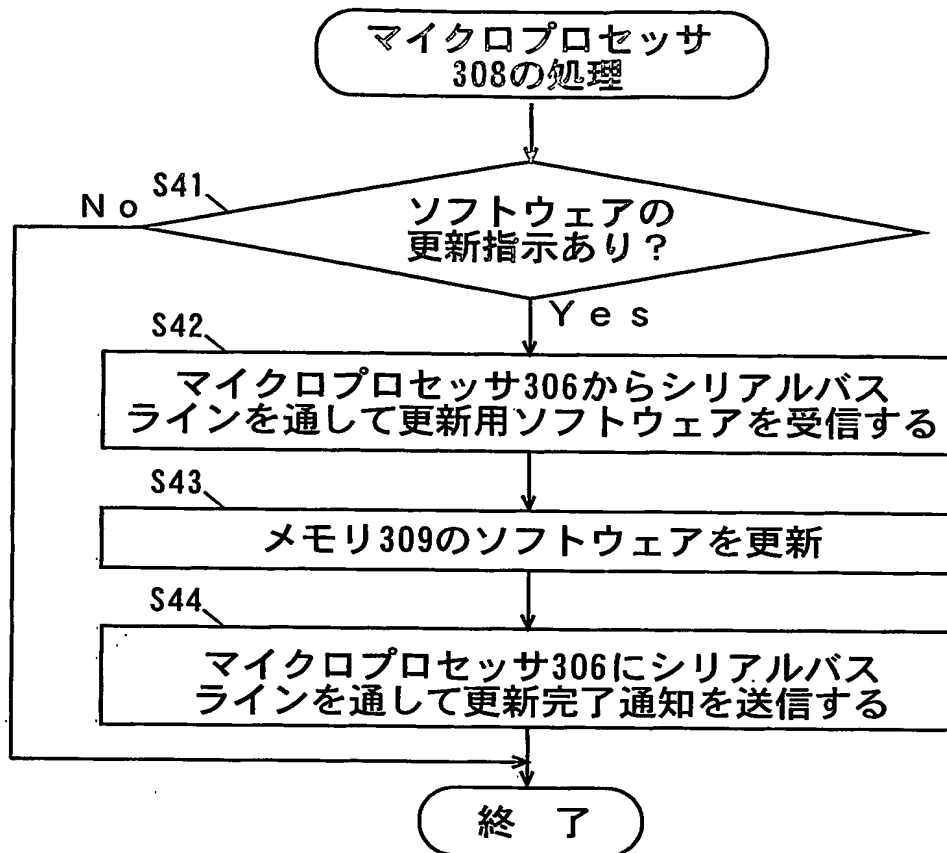 マイクロプロセッサ
308の処理
S41
No
ソフトウェアの
更新指示あり？
Yes
S42
マイクロプロセッサ306からシリアルバス
ラインを通して更新用ソフトウェアを受信する
S43
メモリ309のソフトウェアを更新
S44
マイクロプロセッサ306にシリアルバス
ラインを通して更新完了通知を送信する
終 了